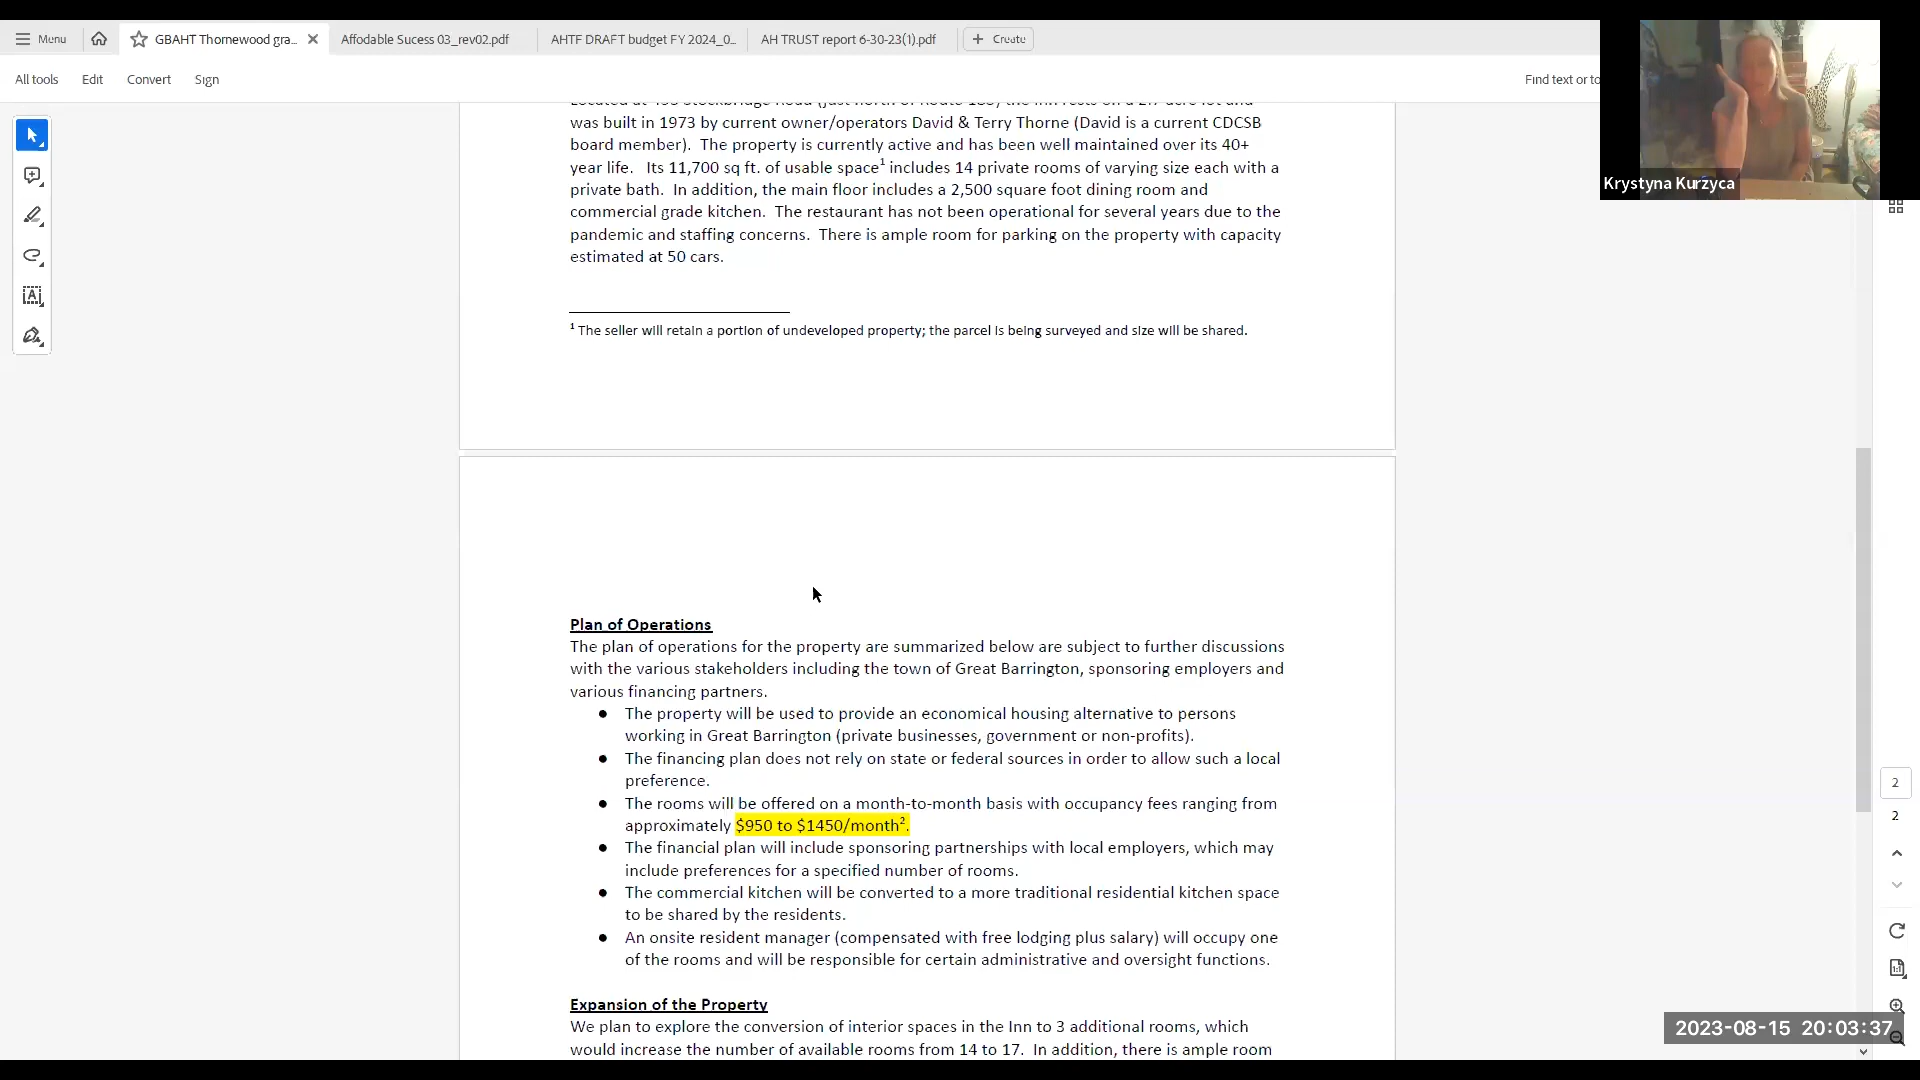 Menu
GBAHT Thornewood gra...
Affodable Sucess 03_rev02.pdf
AHTF DRAFT budget FY 2024_0...
AH TRUST report 6-30-23(1).pdf
+ Create
All tools Edit Convert Sign
Find text or to
Krystyna Kurzyca
was built in 1973 by current owner/operators David & Terry Thorne (David is a current CDCSB
board member). The property is currently active and has been well maintained over its 40+
year life. Its 11,700 sq ft. of usable space¹ includes 14 private rooms of varying size each with a
private bath. In addition, the main floor includes a 2,500 square foot dining room and
commercial grade kitchen. The restaurant has not been operational for several years due to the
pandemic and staffing concerns. There is ample room for parking on the property with capacity
estimated at 50 cars.
¹ The seller will retain a portion of undeveloped property; the parcel is being surveyed and size will be shared.
Plan of Operations
The plan of operations for the property are summarized below are subject to further discussions
with the various stakeholders including the town of Great Barrington, sponsoring employers and
various financing partners.
● The property will be used to provide an economical housing alternative to persons
working in Great Barrington (private businesses, government or non-profits).
● The financing plan does not rely on state or federal sources in order to allow such a local
preference.
● The rooms will be offered on a month-to-month basis with occupancy fees ranging from
approximately $950 to $1450/month².
● The financial plan will include sponsoring partnerships with local employers, which may
include preferences for a specified number of rooms.
● The commercial kitchen will be converted to a more traditional residential kitchen space
to be shared by the residents.
● An onsite resident manager (compensated with free lodging plus salary) will occupy one
of the rooms and will be responsible for certain administrative and oversight functions.
Expansion of the Property
We plan to explore the conversion of interior spaces in the Inn to 3 additional rooms, which
would increase the number of available rooms from 14 to 17. In addition, there is ample room
2
2
2023-08-15 20:03:37